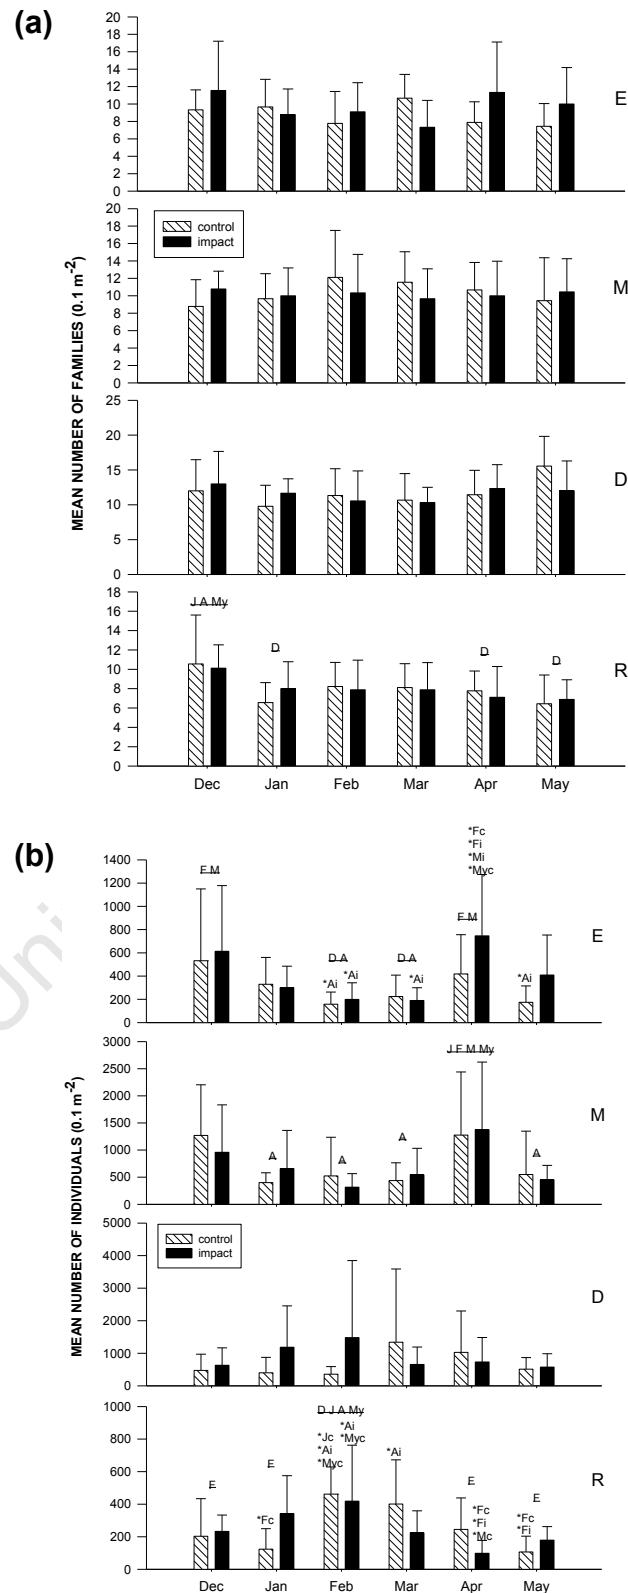 (a)
MEAN NUMBER OF FAMILIES (0.1 m-2)
20
18
16
14
12
10
8
6
4
2
0
E
20
18
16
14
12
10
8
6
4
2
0
control
impact
M
25
20
15
10
5
0
D
18
16
14
12
10
8
6
4
2
0
J A My
D
D
D
R
Dec Jan Feb Mar Apr May
(b)
MEAN NUMBER OF INDIVIDUALS (0.1 m-2)
Uni
*Fc
*Fi
*Mi
*Myc
1400
1200
1000
800
600
400
200
0
F M
D A
*Ai *Ai
D A
*Ai
F M
*Ai
E
3000
2500
2000
1500
1000
500
0
A
A
A
J F M My
A
M
5000
4000
3000
2000
1000
0
control
impact
D
1000
800
600
400
200
0
F
F
*Fc
D J A My
*Jc
*Ai
*Myc
*Ai
*Myc
*Ai
F
*Fc
*Fi
*Mc
F
*Fc
*Fi
R
Dec Jan Feb Mar Apr May